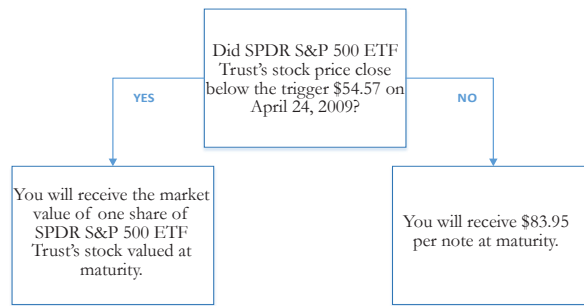 Did SPDR S&P 500 ETF
Trust's stock price close
below the trigger $54.57 on
April 24, 2009?
YES
NO
You will receive the market
value of one share of
SPDR S&P 500 ETF
Trust's stock valued at
maturity.
You will receive $83.95
per note at maturity.